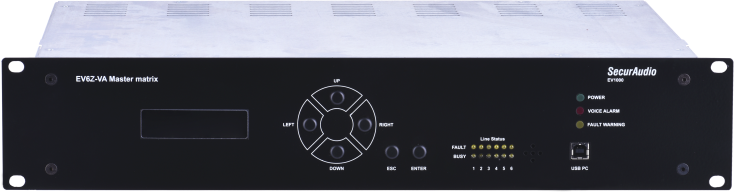 EV6Z-VA Master matrix
UP
LEFT
RIGHT
DOWN
ESC
ENTER
Line Status
FAULT
BUSY
1 2 3 4 5 6
SecurAudio
EV1000
POWER
VOICE ALARM
FAULT WARNING
USB PC